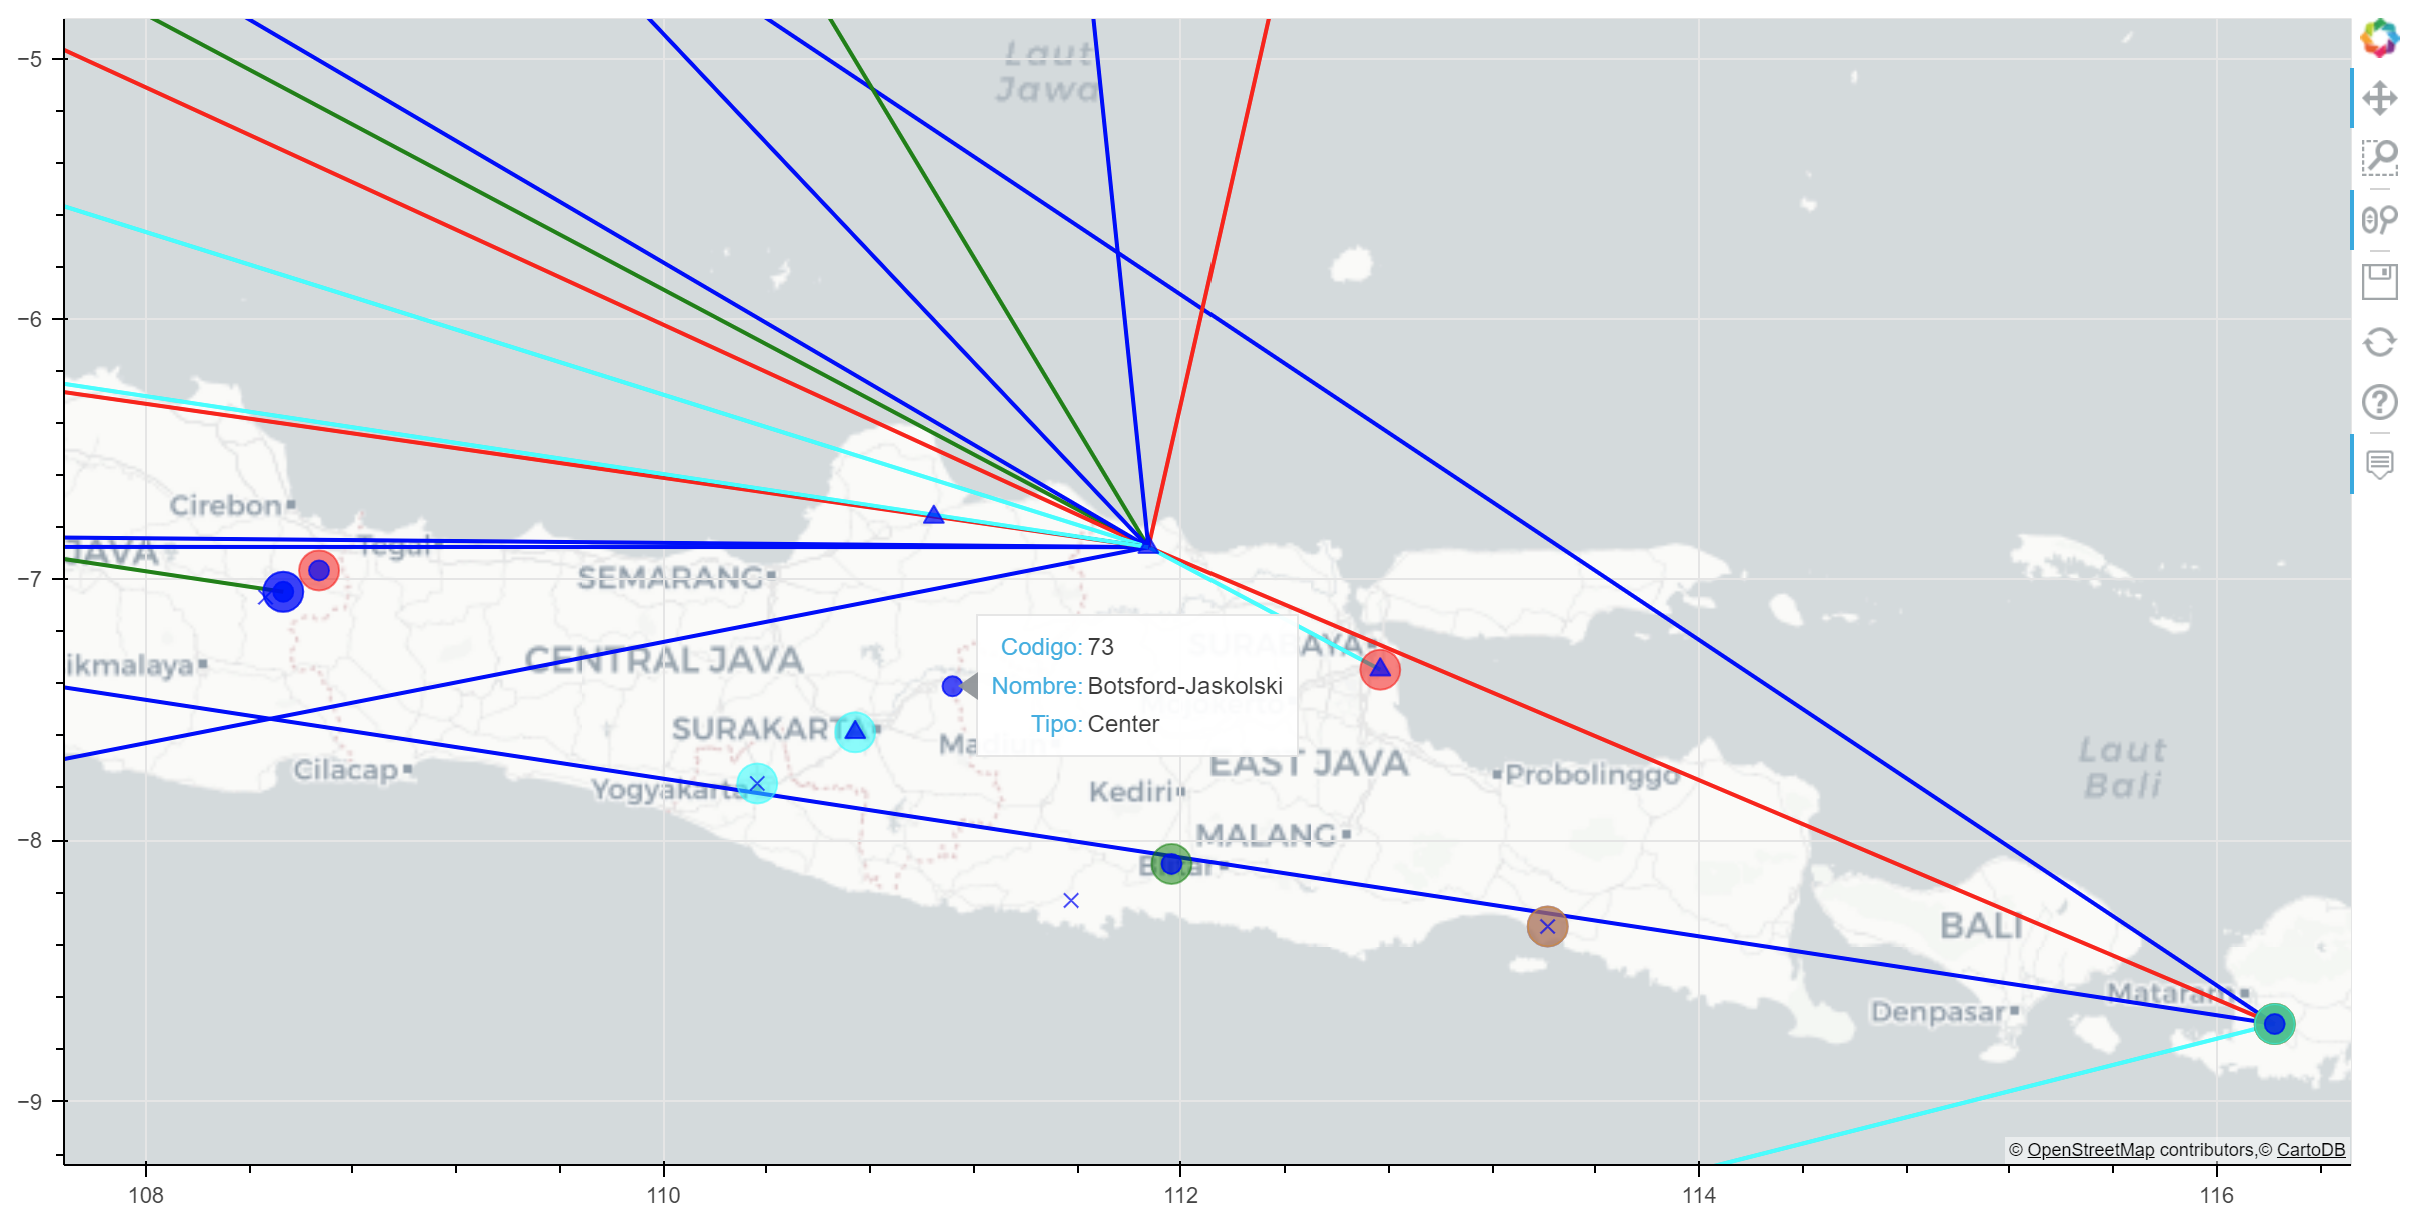 Laut
Jawa
−5
−6
Cirebon
JAVA
Tegal
−7
SEMARANG
ikmalaya
CENTRAL JAVA
SURABAYA
Codigo: 73
Nombre: Botsford-Jaskolski
Tipo: Center
Mojokerto
SURAKARTA
Madiun
Cilacap
Yogyakarta
Kediri
EAST JAVA
Probolinggo
Laut
Bali
−8
MALANG
Blitar
BALI
Mataram
Denpasar
−9
© OpenStreetMap contributors,© CartoDB
108
110
112
114
116